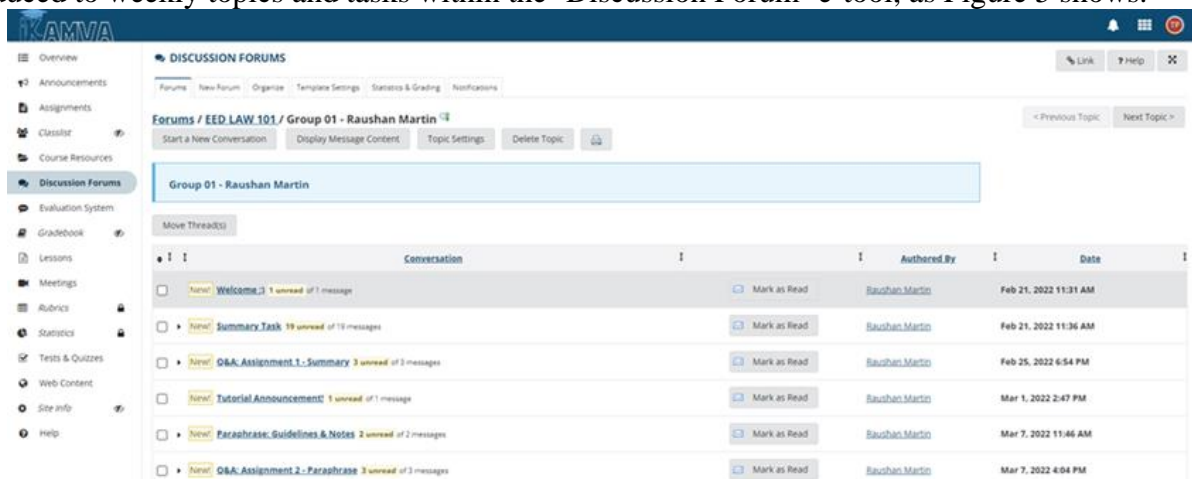 duced to weekly topics and tasks within the 'Discussion Forum' e-tool, as Figure 3 shows.
iKAMVA
Overview
Announcements
Assignments
Classlist
Course Resources
Discussion Forums
Evaluation System
Gradebook
Lessons
Meetings
Rubrics
Statistics
Tests & Quizzes
Web Content
Site Info
Help
TP
DISCUSSION FORUMS
Link ? Help
Forums New Forum Organize Template Settings Statistics & Grading Notifications
Forums / EED LAW 101 / Group 01 - Raushan Martin
< Previous Topic Next Topic >
Start a New Conversation Display Message Content Topic Settings Delete Topic
Group 01 - Raushan Martin
Move Thread(s)
Conversation Authored By Date
New! Welcome :) 1 unread of 1 message Mark as Read Raushan Martin Feb 21, 2022 11:31 AM
New! Summary Task 19 unread of 19 messages Mark as Read Raushan Martin Feb 21, 2022 11:36 AM
New! Q&A: Assignment 1 - Summary 3 unread of 3 messages Mark as Read Raushan Martin Feb 25, 2022 6:54 PM
New! Tutorial Announcement! 1 unread of 1 message Mark as Read Raushan Martin Mar 1, 2022 2:47 PM
New! Paraphrase: Guidelines & Notes 2 unread of 2 messages Mark as Read Raushan Martin Mar 7, 2022 11:46 AM
New! Q&A: Assignment 2 - Paraphrase 3 unread of 3 messages Mark as Read Raushan Martin Mar 7, 2022 4:04 PM